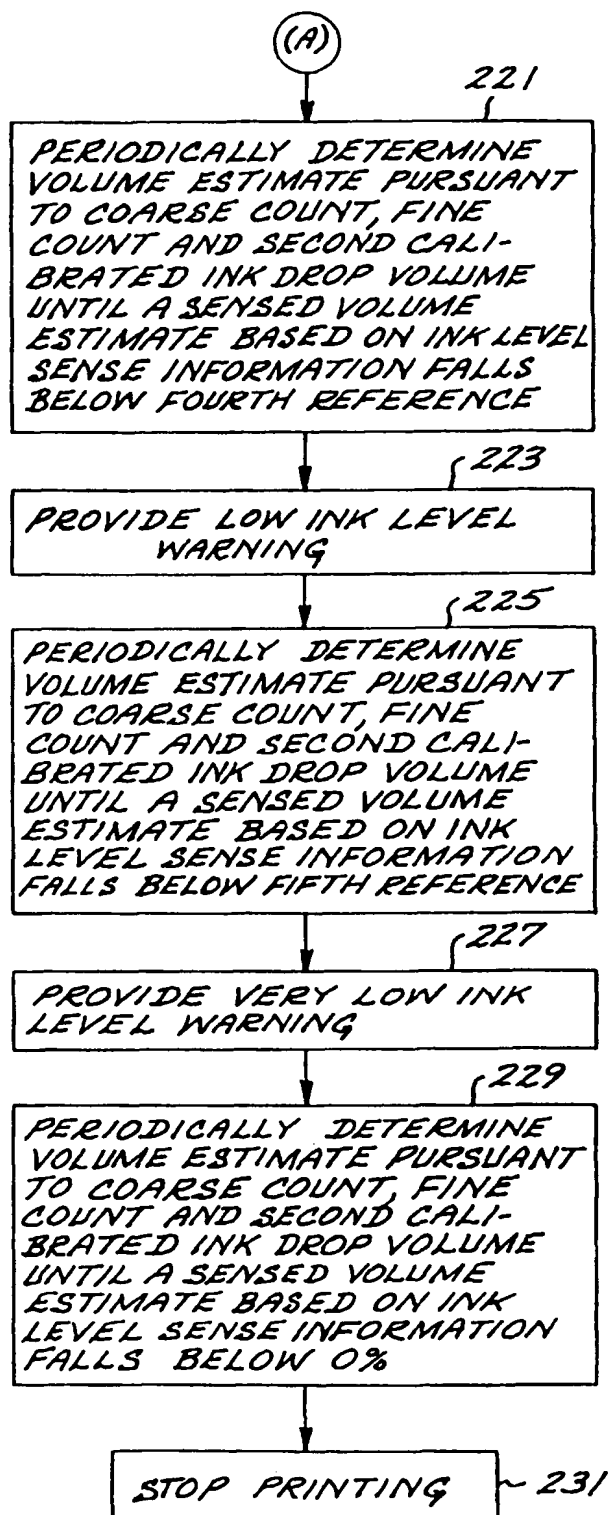 (A)
221
PERIODICALLY DETERMINE
VOLUME ESTIMATE PURSUANT
TO COARSE COUNT, FINE
COUNT AND SECOND CALI-
BRATED INK DROP VOLUME
UNTIL A SENSED VOLUME
ESTIMATE BASED ON INK LEVEL
SENSE INFORMATION FALLS
BELOW FOURTH REFERENCE
223
PROVIDE LOW INK LEVEL
WARNING
225
PERIODICALLY DETERMINE
VOLUME ESTIMATE PURSUANT
TO COARSE COUNT, FINE
COUNT AND SECOND CALI-
BRATED INK DROP VOLUME
UNTIL A SENSED VOLUME
ESTIMATE BASED ON INK
LEVEL SENSE INFORMATION
FALLS BELOW FIFTH REFERENCE
227
PROVIDE VERY LOW INK
LEVEL WARNING
229
PERIODICALLY DETERMINE
VOLUME ESTIMATE PURSUANT
TO COARSE COUNT, FINE
COUNT AND SECOND CALI-
BRATED INK DROP VOLUME
UNTIL A SENSED VOLUME
ESTIMATE BASED ON INK
LEVEL SENSE INFORMATION
FALLS BELOW 0%
STOP PRINTING 231